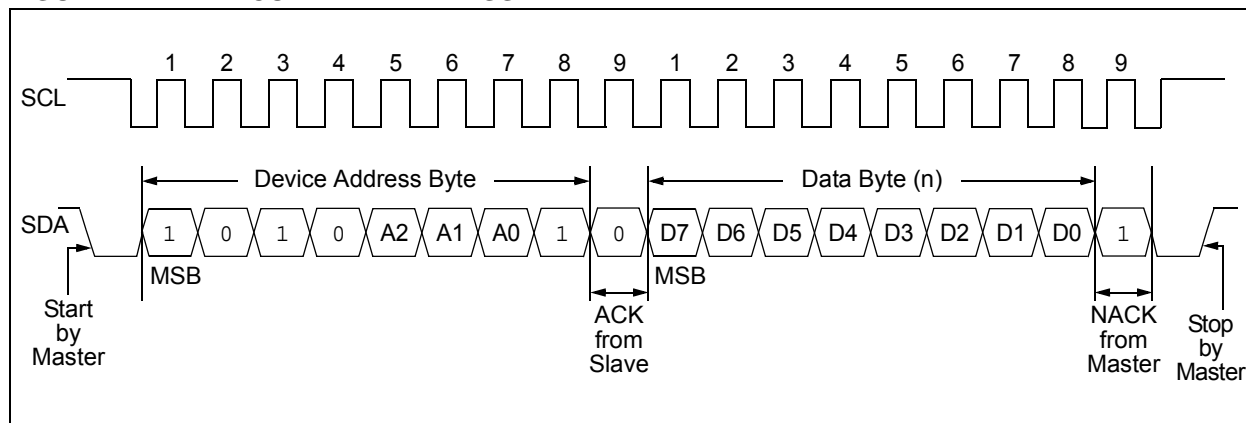 1 2 3 4 5 6 7 8 9 1 2 3 4 5 6 7 8 9
SCL
Device Address Byte Data Byte (n)
SDA 1 0 1 0 A2 A1 A0 1 0 D7 D6 D5 D4 D3 D2 D1 D0 1
MSB MSB
Start
by
Master
ACK
from
Slave
NACK
from
Master
Stop
by
Master